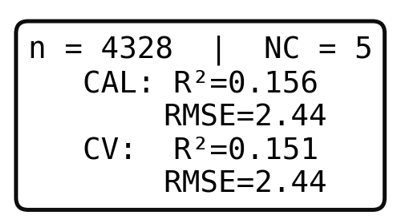 n = 4328 | NC = 5
CAL: R²=0.156
RMSE=2.44
CV: R²=0.151
RMSE=2.44